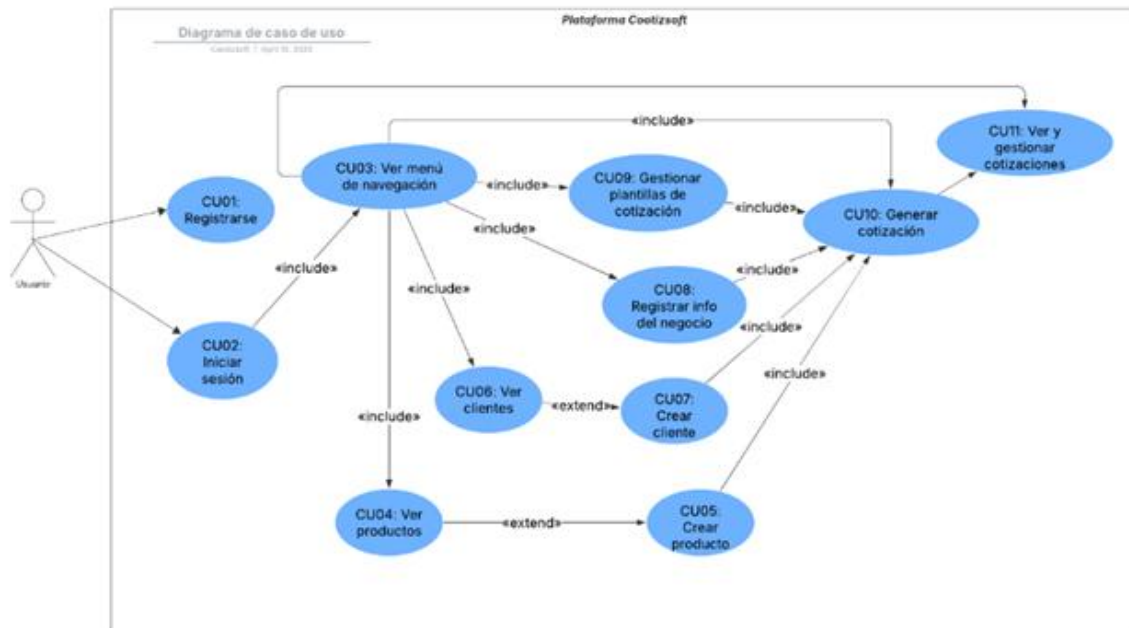 Plataforma Cootizsoft
Diagrama de caso de uso
«include»
CU11: Ver y
gestionar
cotizaciones
CU03: Ver menú
de navegación
«include»
CU09: Gestionar
plantillas de
cotización
«include»
CU10: Generar
cotización
CU01:
Registrarse
«include»
«include»
«include»
CU08:
Registrar info
del negocio
«include»
Usuario
«include»
CU02:
Iniciar
sesión
«include»
CU06: Ver
clientes
«extend»
CU07:
Crear
cliente
«include»
«include»
CU04: Ver
productos
«extend»
CU05:
Crear
producto